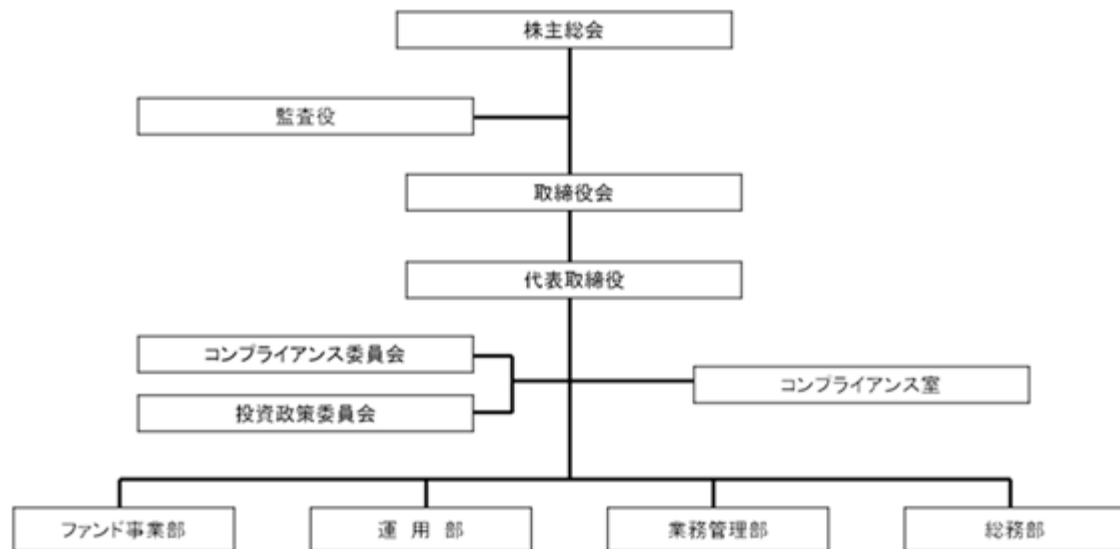 株主総会
監査役
取締役会
代表取締役
コンプライアンス委員会
コンプライアンス室
投資政策委員会
ファンド事業部
運 用 部
業務管理部
総務部